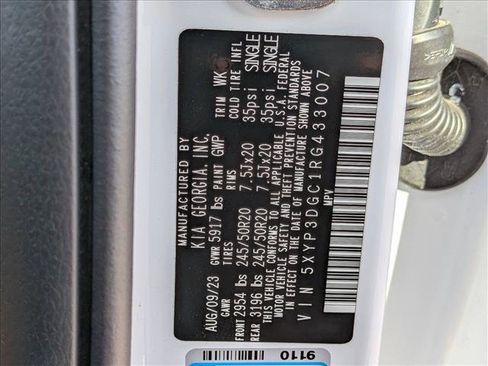 MANUFACTURED BY
KIA GEORGIA, INC.
AUG/09/23 GVWR 5917 lbs PAINT GWP TRIM WK
GAWR TIRES RIMS COLD TIRE INFL
FRONT 2954 lbs 245/50R20 7.5Jx20 35psi SINGLE
REAR 3196 lbs 245/50R20 7.5Jx20 35psi SINGLE
THIS VEHICLE CONFORMS TO ALL APPLICABLE U.S.A FEDERAL
MOTOR VEHICLE SAFETY AND THEFT PREVENTION STANDARDS
IN EFFECT ON THE DATE OF MANUFACTURE SHOWN ABOVE
VIN 5XYP3DGC1RG433007
MPV
9110